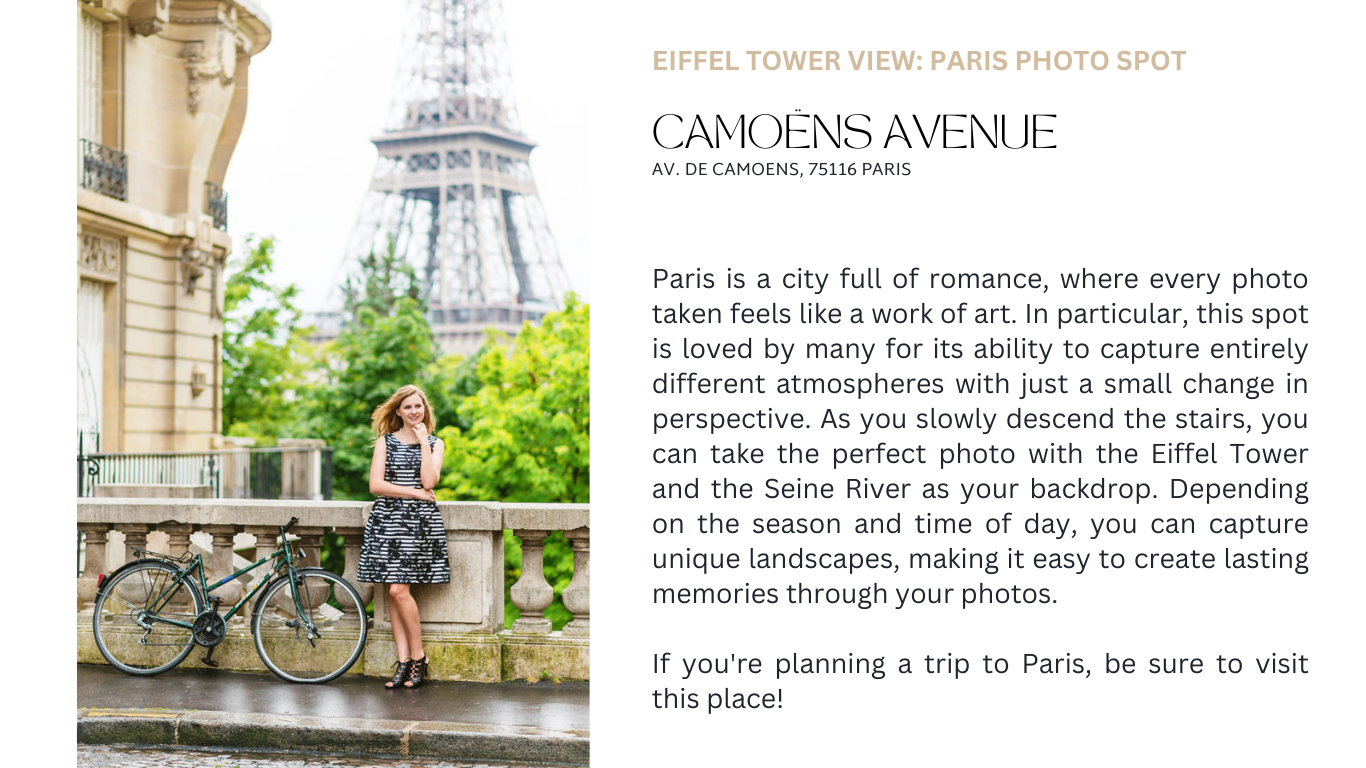 EIFFEL TOWER VIEW: PARIS PHOTO SPOT
CAMOËNS AVENUE
AV. DE CAMOENS, 75116 PARIS
Paris is a city full of romance, where every photo
taken feels like a work of art. In particular, this spot
is loved by many for its ability to capture entirely
different atmospheres with just a small change in
perspective. As you slowly descend the stairs, you
can take the perfect photo with the Eiffel Tower
and the Seine River as your backdrop. Depending
on the season and time of day, you can capture
unique landscapes, making it easy to create lasting
memories through your photos.
If you're planning a trip to Paris, be sure to visit
this place!